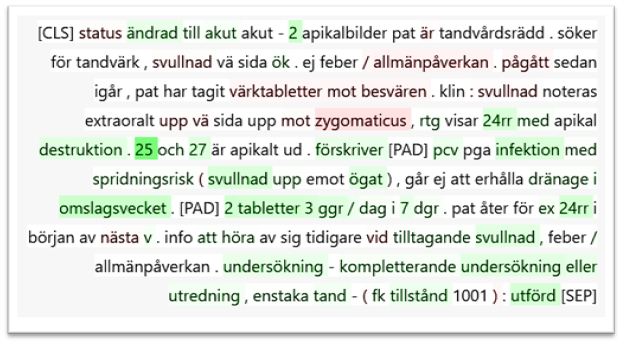 [CLS] status ändrad till akut akut - 2 apikalbilder pat är tandvårdsrädd . söker
för tandvärk , svullnad vä sida ök . ej feber / allmänpåverkan . pågått sedan
igår , pat har tagit värktabletter mot besvären . klin : svullnad noteras
extraoralt upp vä sida upp mot zygomaticus , rtg visar 24rr med apikal
destruktion . 25 och 27 är apikalt ud . förskriver [PAD] pcv pga infektion med
spridningsrisk ( svullnad upp emot ögat ) , går ej att erhålla dränage i
omslagsvecket . [PAD] 2 tabletter 3 ggr / dag i 7 dgr . pat åter för ex 24rr i
början av nästa v . info att höra av sig tidigare vid tilltagande svullnad , feber /
allmänpåverkan . undersökning - kompletterande undersökning eller
utredning , enstaka tand - ( fk tillstånd 1001 ) : utförd [SEP]